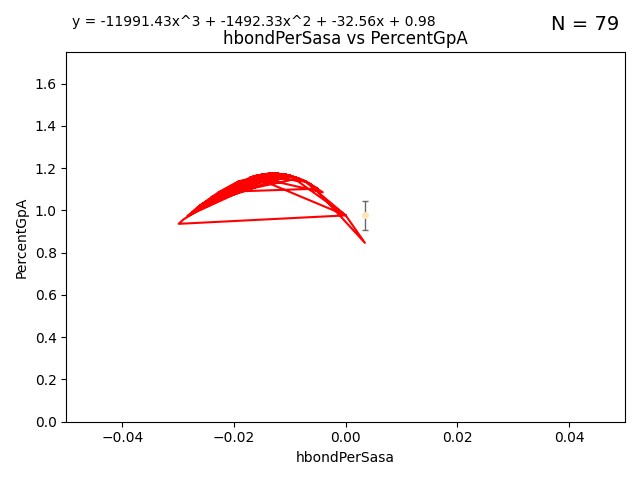 y = -11991.43x^3 + -1492.33x^2 + -32.56x + 0.98
N = 79
hbondPerSasa vs PercentGpA
PercentGpA
1.6
1.4
1.2
1.0
0.8
0.6
0.4
0.2
0.0
−0.04 −0.02 0.00 0.02 0.04
hbondPerSasa